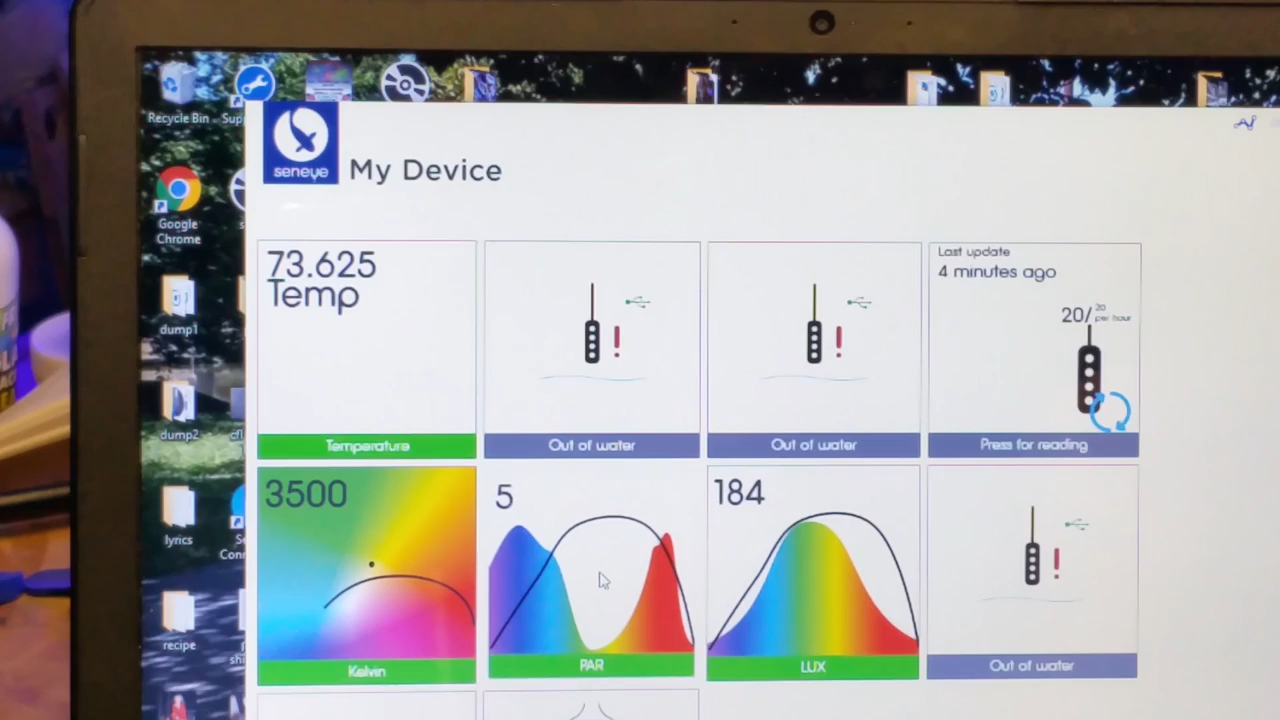 Recycle Bin
Supp
seneye
My Device
Google
Chrome
73.625
Temp
Last update
4 minutes ago
20/20
per hour
dump1
Temperature
Out of water
Out of water
Press for reading
dump2
3500
5
184
lyrics
Kelvin
PAR
LUX
Out of water
recipe